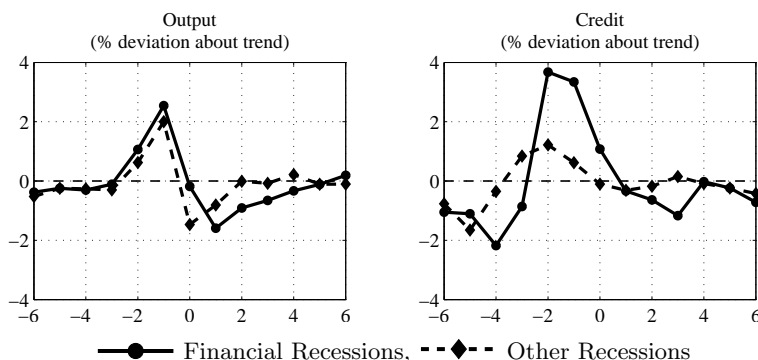 Output
(% deviation about trend)
Credit
(% deviation about trend)
4
2
0
−2
−4
−6 −4 −2 0 2 4 6
4
2
0
−2
−4
−6 −4 −2 0 2 4 6
Financial Recessions, Other Recessions